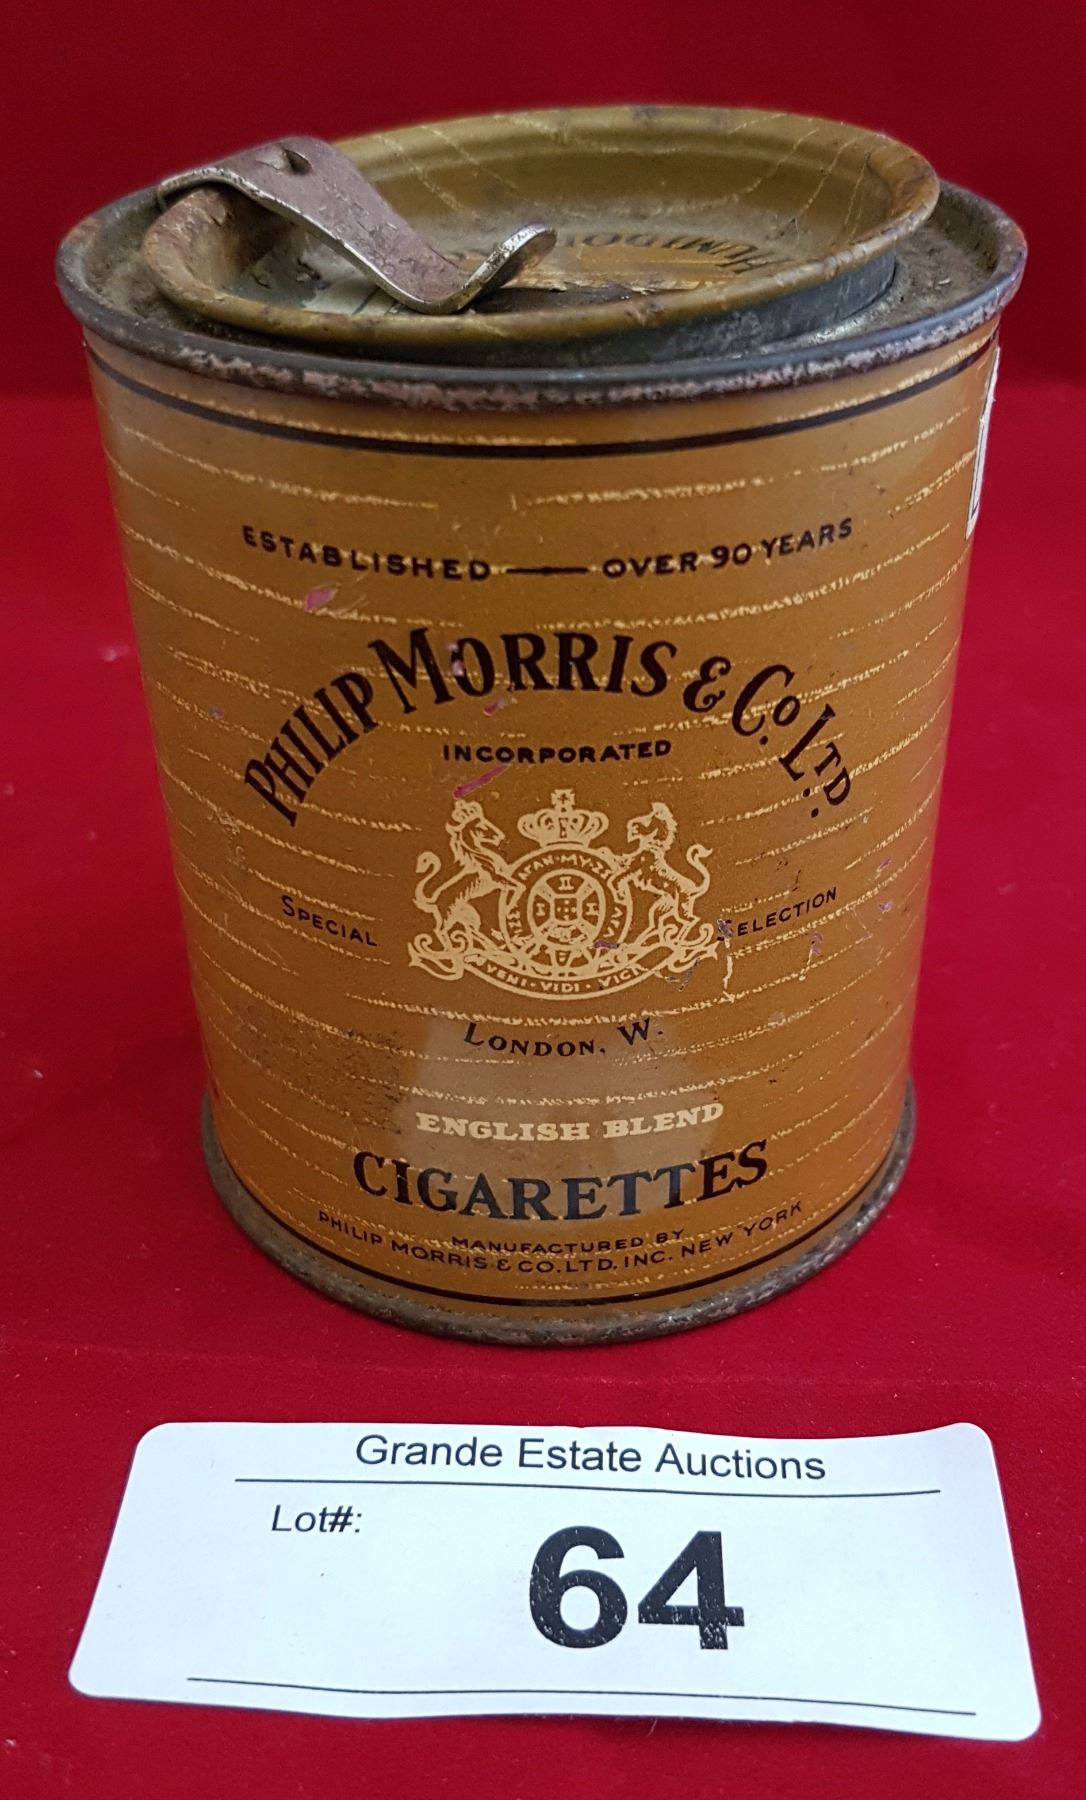 HUMIDOR
ESTABLISHED — OVER 90 YEARS
PHILIP MORRIS & CO. LTD.
INCORPORATED
VENI · VIDI · VICI
SPECIAL SELECTION
LONDON. W.
ENGLISH BLEND
CIGARETTES
MANUFACTURED BY
PHILIP MORRIS & CO. LTD. INC. NEW YORK
Grande Estate Auctions
Lot#:
64